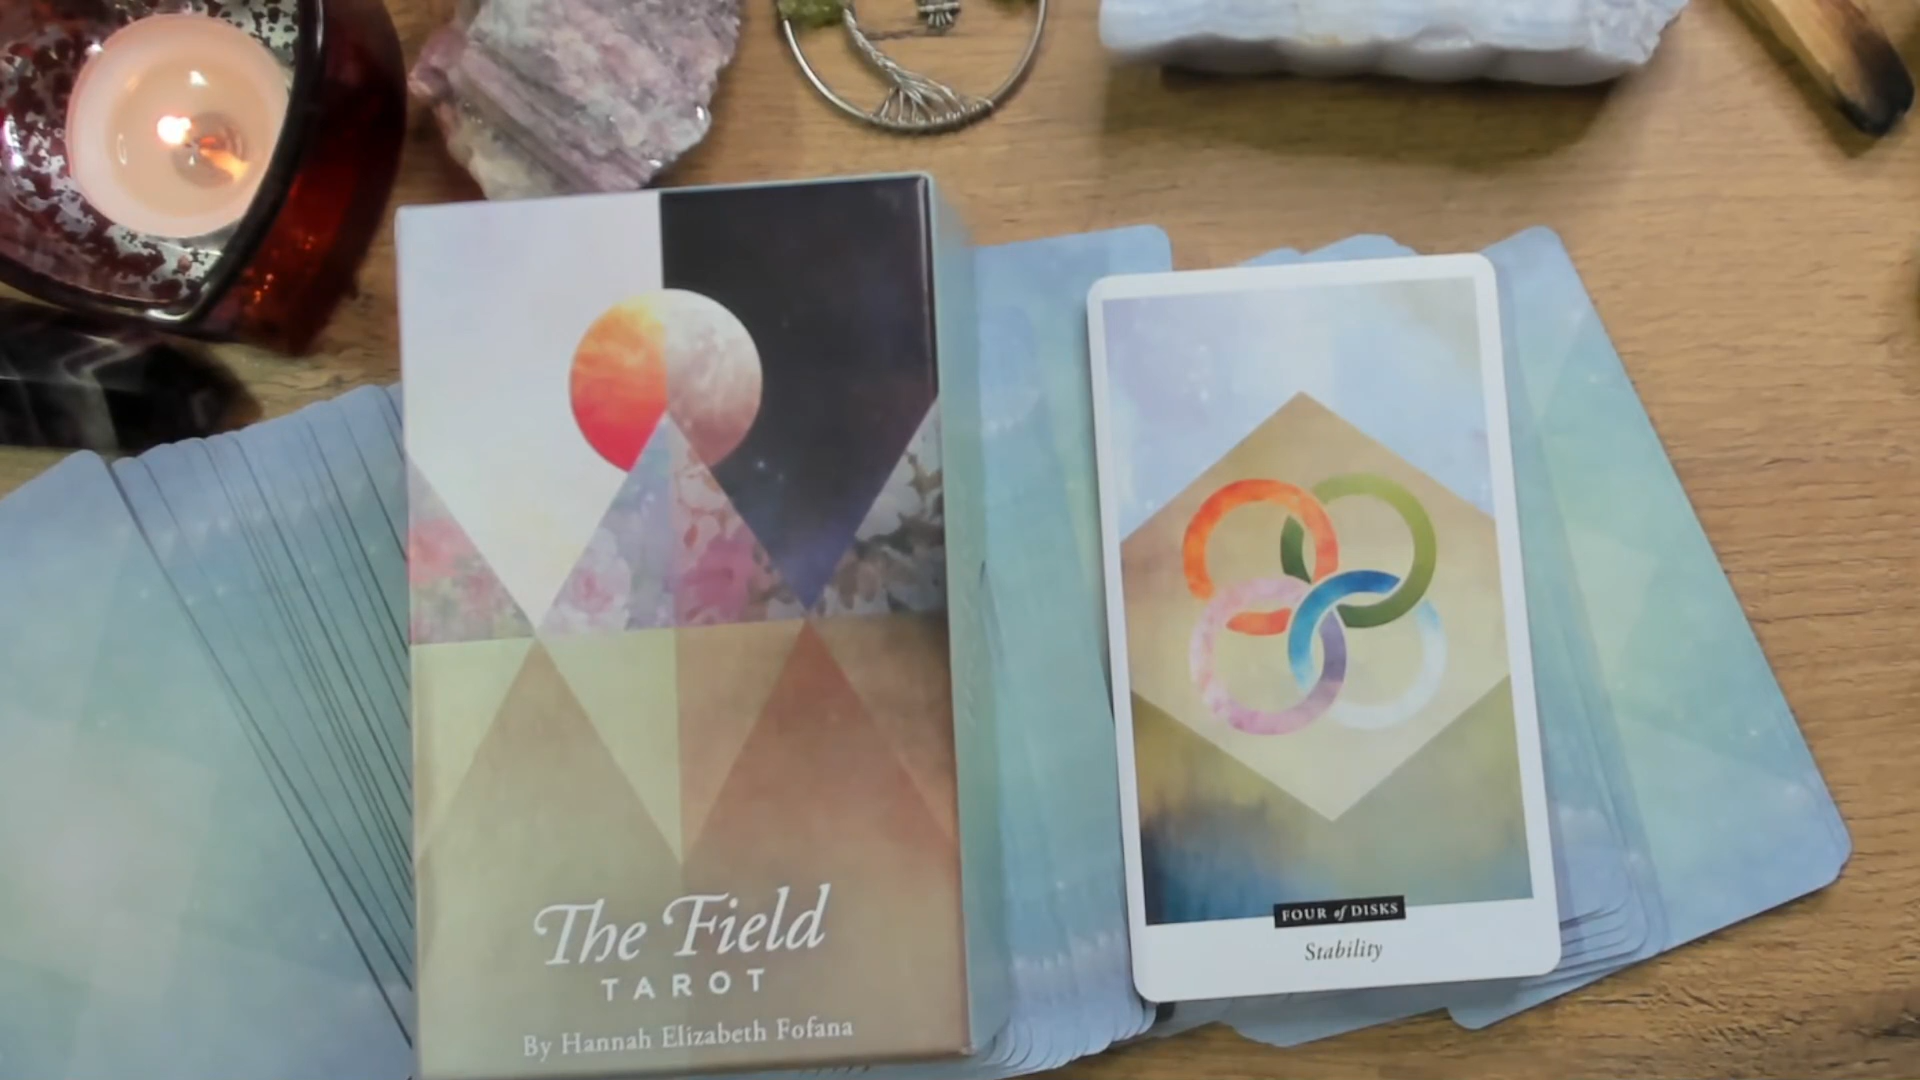 The Field
TAROT
By Hannah Elizabeth Fofana
FOUR of DISKS
Stability